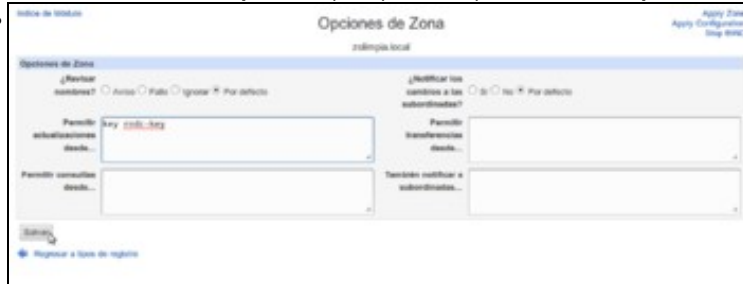 Indice de Módulo
Opciones de Zona
Apply Zone
Apply Configuration
Stop BIND
zolimpia.local
Opciones de Zona
¿Revisar nombres? Aviso Fallo Ignorar Por defecto
¿Notificar los cambios a las subordinadas? Si No Por defecto
Permitir actualizaciones desde...
key rndc-key
Permitir transferencias desde...
Permitir consultas desde...
También notificar a subordinadas...
Salvar
Regresar a tipos de registro